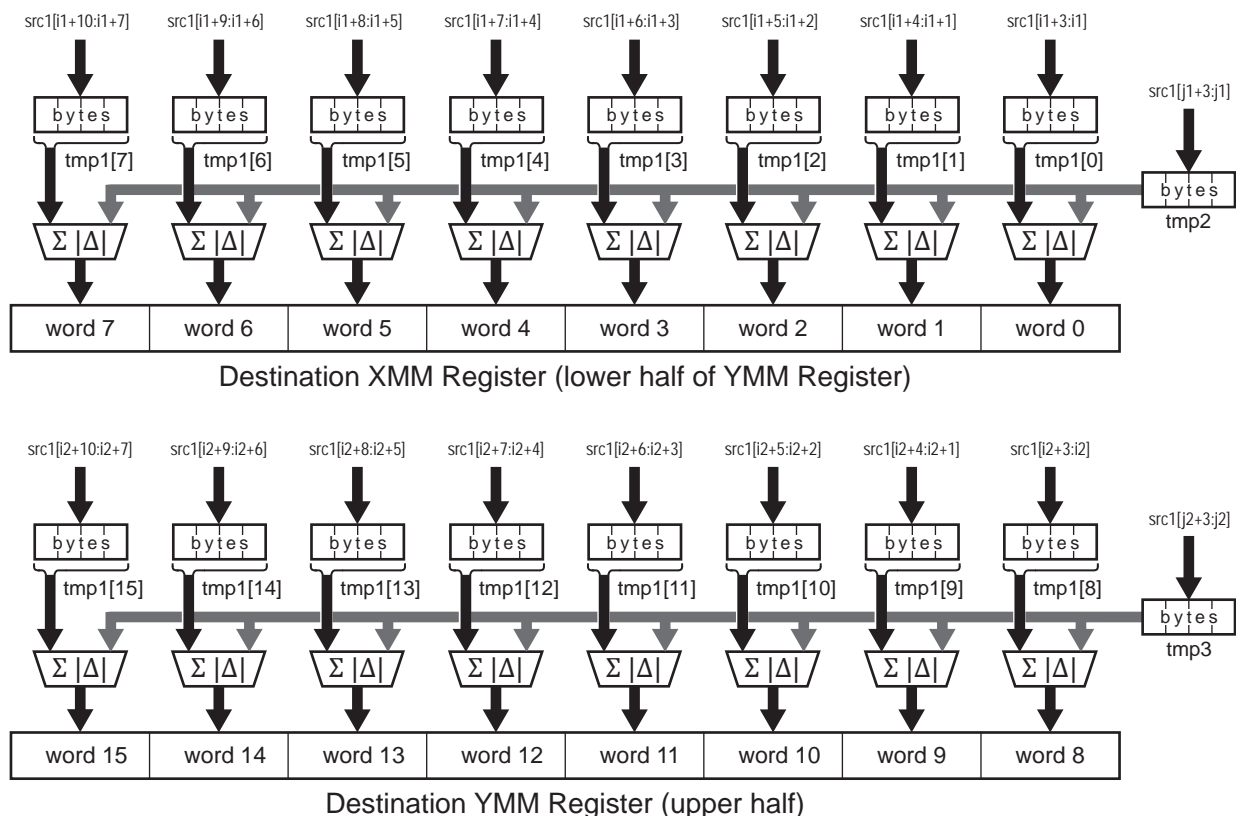 src1[i1+10:i1+7] src1[i1+9:i1+6] src1[i1+8:i1+5] src1[i1+7:i1+4] src1[i1+6:i1+3] src1[i1+5:i1+2] src1[i1+4:i1+1] src1[i1+3:i1]
src1[j1+3:j1]
bytes bytes bytes bytes bytes bytes bytes bytes
tmp1[7] tmp1[6] tmp1[5] tmp1[4] tmp1[3] tmp1[2] tmp1[1] tmp1[0]
bytes
tmp2
Σ |Δ| Σ |Δ| Σ |Δ| Σ |Δ| Σ |Δ| Σ |Δ| Σ |Δ| Σ |Δ|
word 7 word 6 word 5 word 4 word 3 word 2 word 1 word 0
Destination XMM Register (lower half of YMM Register)
src1[i2+10:i2+7] src1[i2+9:i2+6] src1[i2+8:i2+5] src1[i2+7:i2+4] src1[i2+6:i2+3] src1[i2+5:i2+2] src1[i2+4:i2+1] src1[i2+3:i2]
src1[j2+3:j2]
bytes bytes bytes bytes bytes bytes bytes bytes
tmp1[15] tmp1[14] tmp1[13] tmp1[12] tmp1[11] tmp1[10] tmp1[9] tmp1[8]
bytes
tmp3
Σ |Δ| Σ |Δ| Σ |Δ| Σ |Δ| Σ |Δ| Σ |Δ| Σ |Δ| Σ |Δ|
word 15 word 14 word 13 word 12 word 11 word 10 word 9 word 8
Destination YMM Register (upper half)